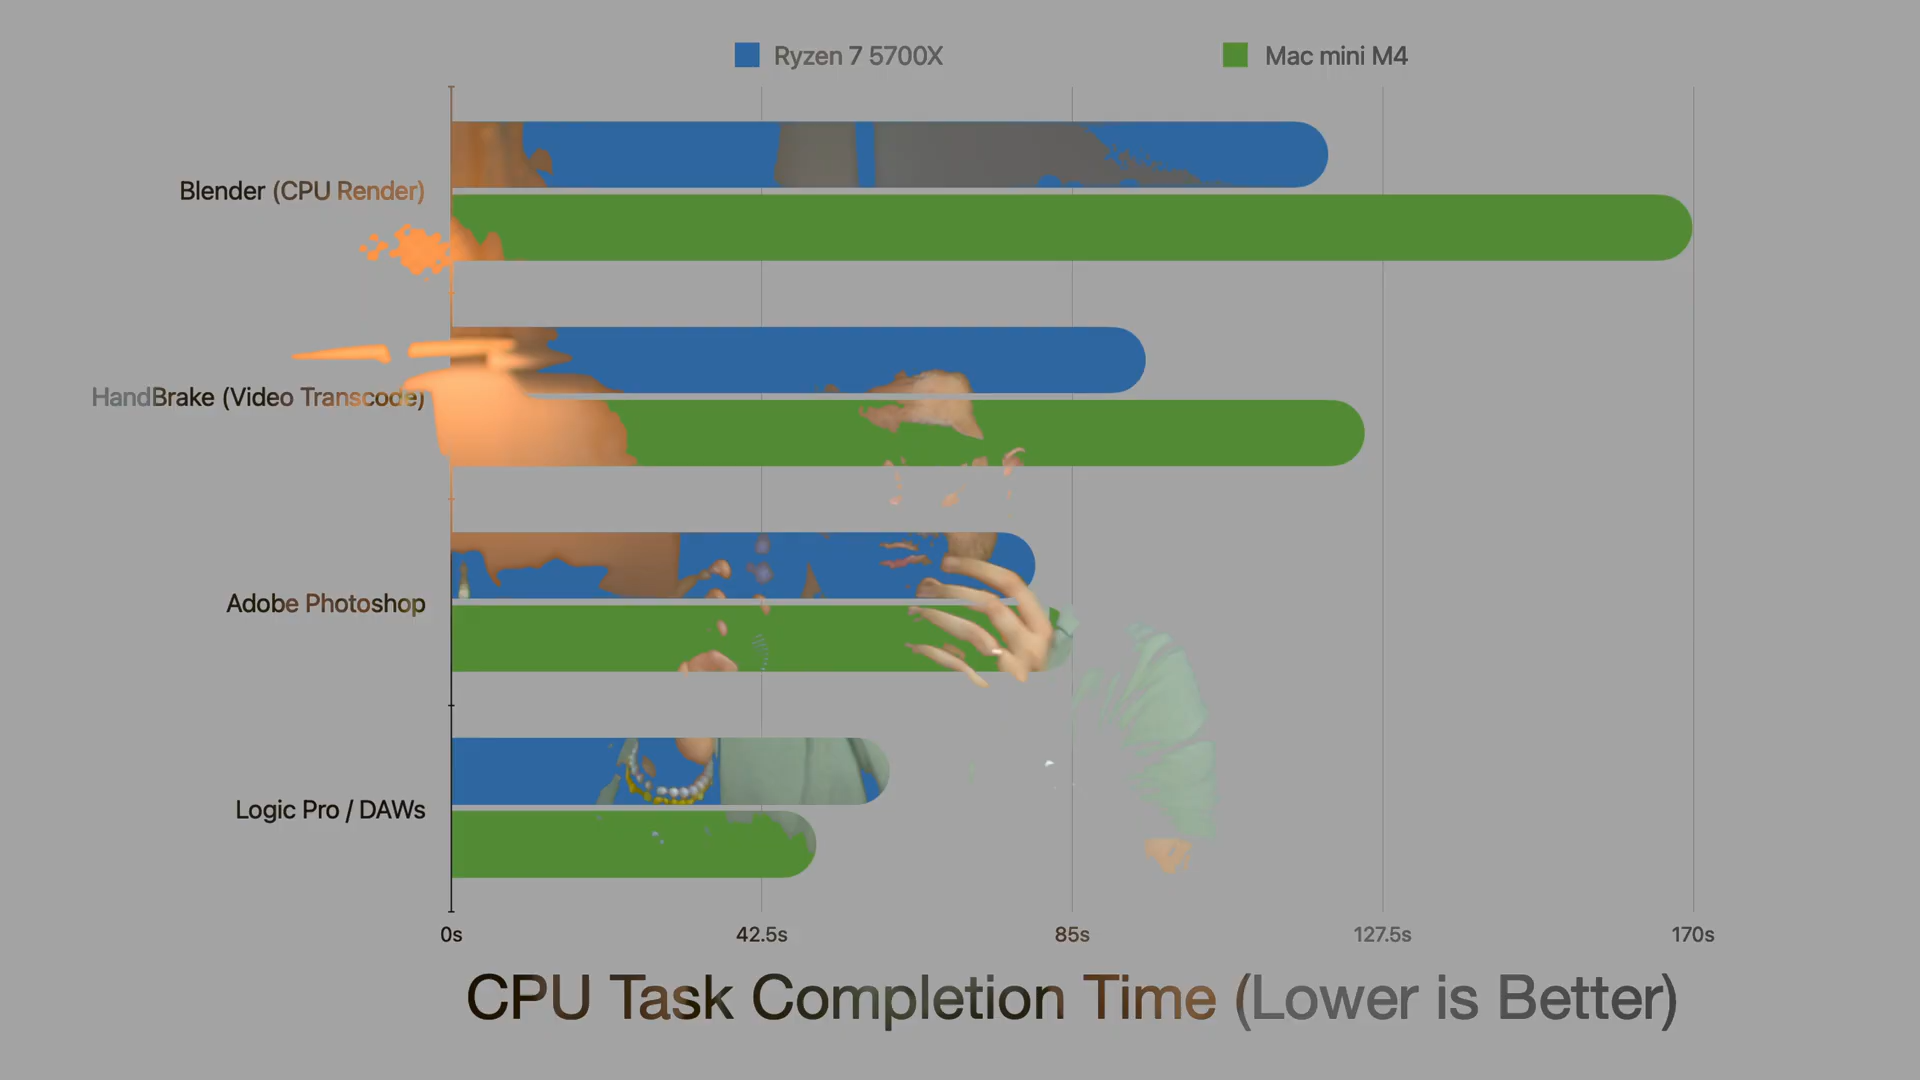 Ryzen 7 5700X
Mac mini M4
Blender (CPU Render)
HandBrake (Video Transcode)
Adobe Photoshop
Logic Pro / DAWs
0s
42.5s
85s
127.5s
170s
CPU Task Completion Time (Lower is Better)